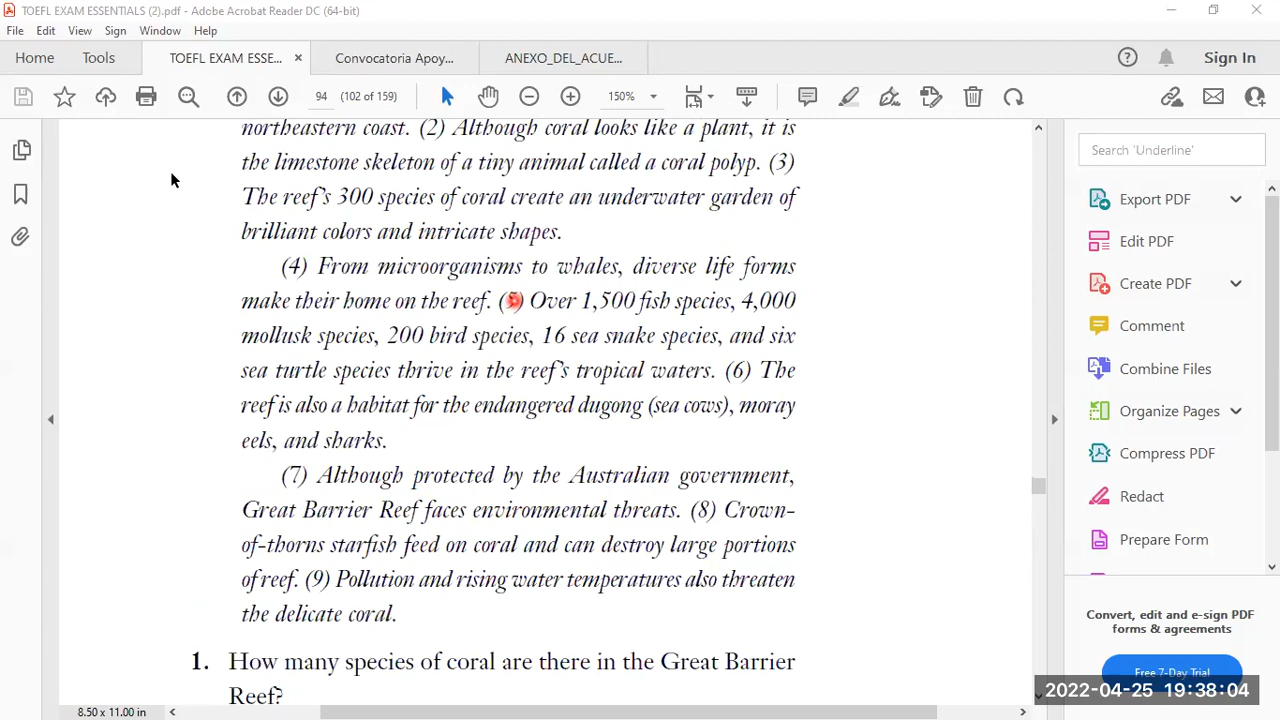 TOEFL EXAM ESSENTIALS (2).pdf - Adobe Acrobat Reader DC (64-bit)
File Edit View Sign Window Help
Home Tools TOEFL EXAM ESSE... × Convocatoria Apoy... ANEXO_DEL_ACUE... Sign In
94 (102 of 159) 150%
Search 'Underline'
Export PDF
Edit PDF
Create PDF
Comment
Combine Files
Organize Pages
Compress PDF
Redact
Prepare Form
Convert, edit and e-sign PDF
forms & agreements
Free 7-Day Trial
northeastern coast. (2) Although coral looks like a plant, it is
the limestone skeleton of a tiny animal called a coral polyp. (3)
The reef's 300 species of coral create an underwater garden of
brilliant colors and intricate shapes.
(4) From microorganisms to whales, diverse life forms
make their home on the reef. (5) Over 1,500 fish species, 4,000
mollusk species, 200 bird species, 16 sea snake species, and six
sea turtle species thrive in the reef's tropical waters. (6) The
reef is also a habitat for the endangered dugong (sea cows), moray
eels, and sharks.
(7) Although protected by the Australian government,
Great Barrier Reef faces environmental threats. (8) Crown-
of-thorns starfish feed on coral and can destroy large portions
of reef. (9) Pollution and rising water temperatures also threaten
the delicate coral.
1. How many species of coral are there in the Great Barrier
Reef?
8.50 x 11.00 in
2022-04-25 19:38:04